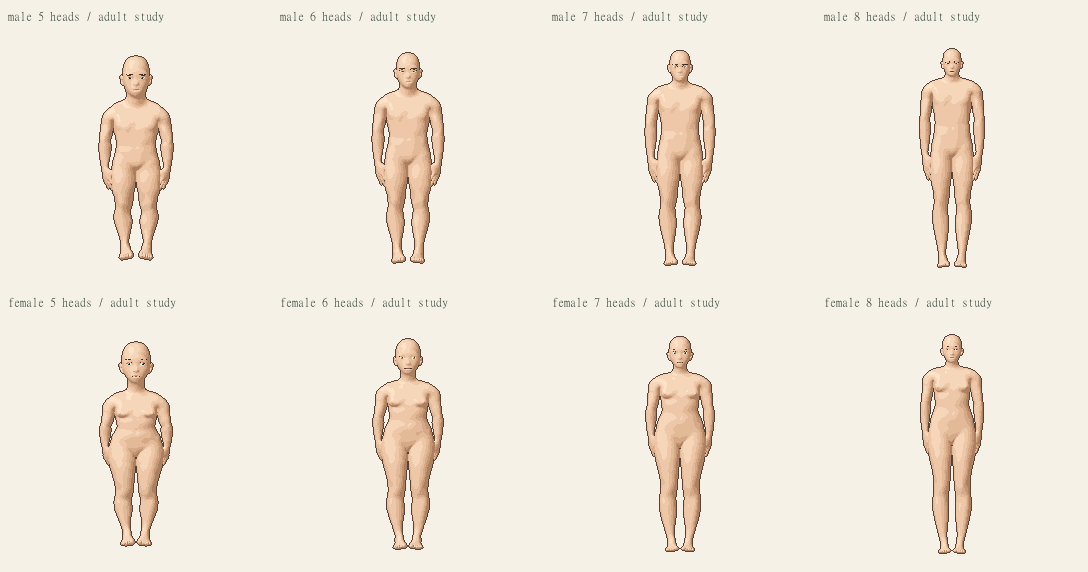 male 5 heads / adult study
male 6 heads / adult study
male 7 heads / adult study
male 8 heads / adult study
female 5 heads / adult study
female 6 heads / adult study
female 7 heads / adult study
female 8 heads / adult study